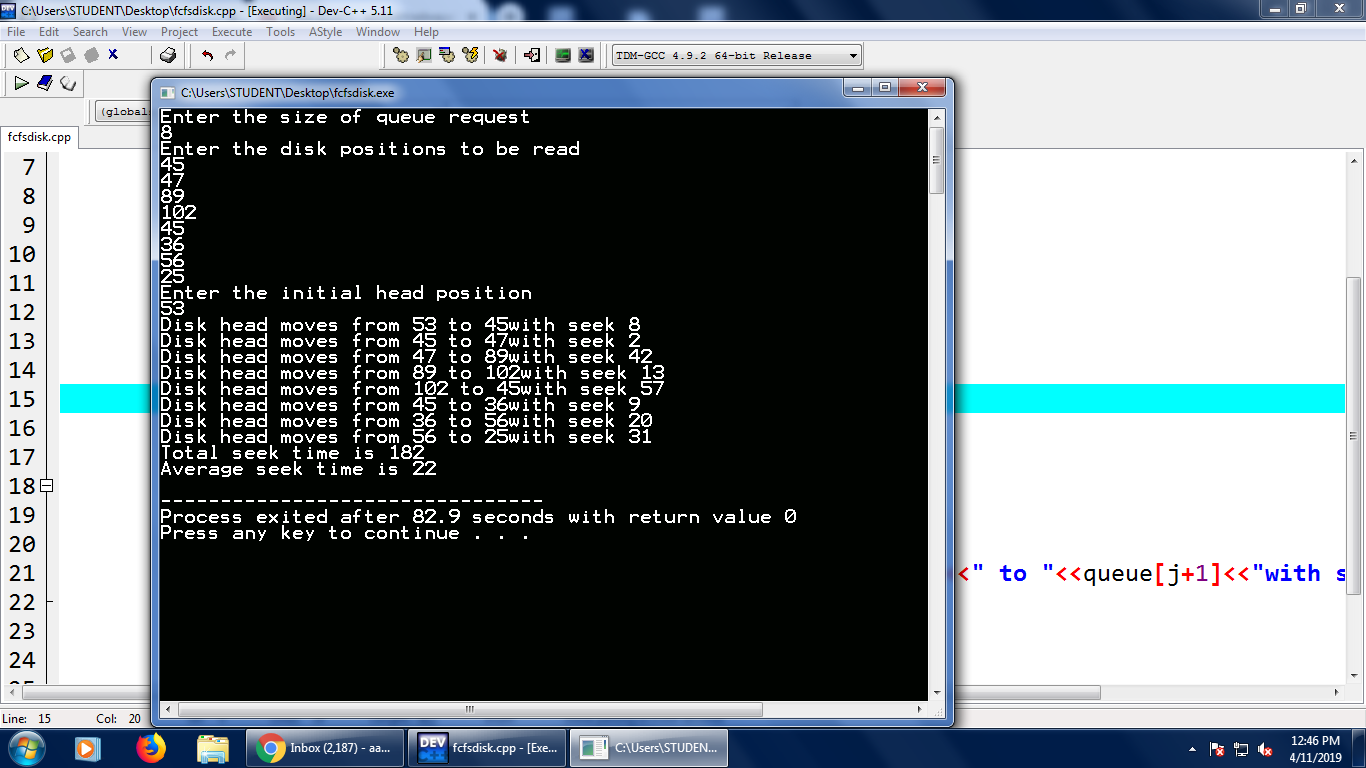 C:\Users\STUDENT\Desktop\fcfsdisk.cpp - [Executing] - Dev-C++ 5.11
File Edit Search View Project Execute Tools AStyle Window Help
TDM-GCC 4.9.2 64-bit Release
(globals
fcfsdisk.cpp
C:\Users\STUDENT\Desktop\fcfsdisk.exe
Enter the size of queue request
8
Enter the disk positions to be read
45
47
89
102
45
36
56
25
Enter the initial head position
53
Disk head moves from 53 to 45with seek 8
Disk head moves from 45 to 47with seek 2
Disk head moves from 47 to 89with seek 42
Disk head moves from 89 to 102with seek 13
Disk head moves from 102 to 45with seek 57
Disk head moves from 45 to 36with seek 9
Disk head moves from 36 to 56with seek 20
Disk head moves from 56 to 25with seek 31
Total seek time is 182
Average seek time is 22
--------------------------------
Process exited after 82.9 seconds with return value 0
Press any key to continue . . .
7
8
9
10
11
12
13
14
15
16
17
18
19
20
21 <" to "<<queue[j+1]<<"with s
22
23
24
Line: 15 Col: 20
Inbox (2,187) - aa...
fcfsdisk.cpp - [Exe...
C:\Users\STUDEN...
12:46 PM
4/11/2019